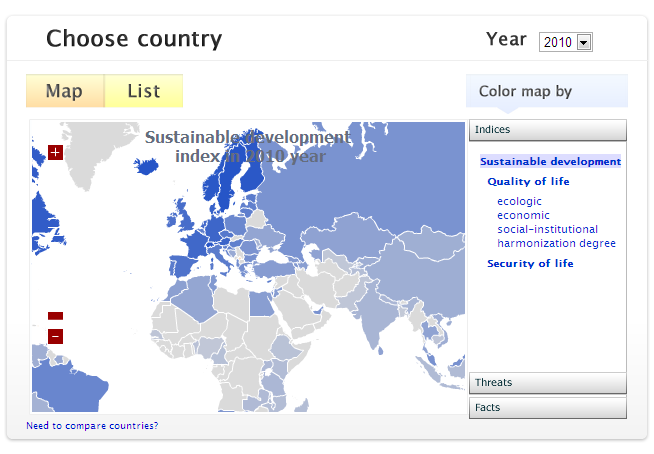 Choose country
Year 2010
Map List
Color map by
Sustainable development
index in 2010 year
Indices
Sustainable development
Quality of life
ecologic
economic
social-institutional
harmonization degree
Security of life
Threats
Facts
Need to compare countries?